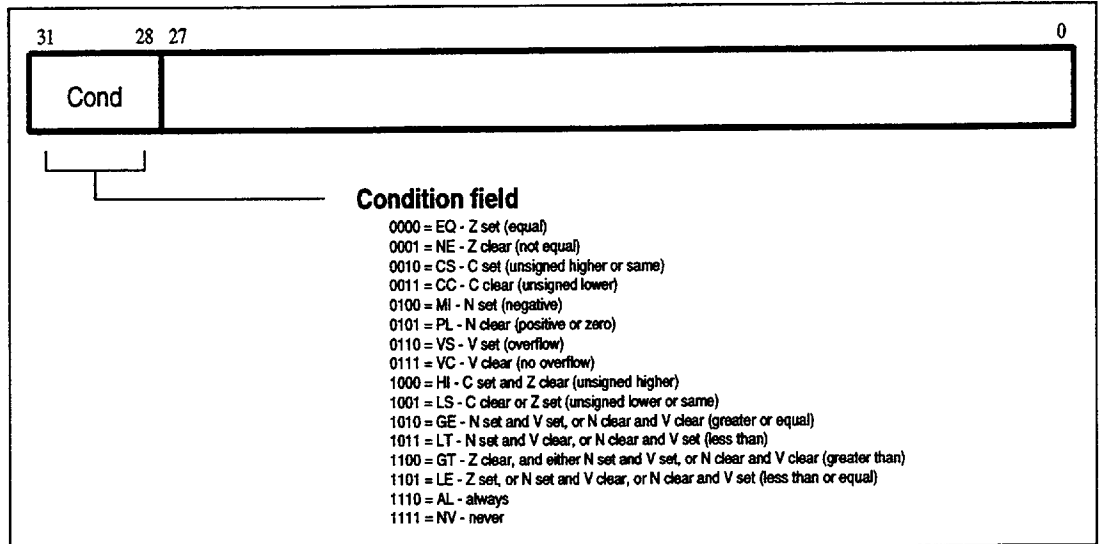 31 28 27 0
Cond
Condition field
0000 = EQ - Z set (equal)
0001 = NE - Z clear (not equal)
0010 = CS - C set (unsigned higher or same)
0011 = CC - C clear (unsigned lower)
0100 = MI - N set (negative)
0101 = PL - N clear (positive or zero)
0110 = VS - V set (overflow)
0111 = VC - V clear (no overflow)
1000 = HI - C set and Z clear (unsigned higher)
1001 = LS - C clear or Z set (unsigned lower or same)
1010 = GE - N set and V set, or N clear and V clear (greater or equal)
1011 = LT - N set and V clear, or N clear and V set (less than)
1100 = GT - Z clear, and either N set and V set, or N clear and V clear (greater than)
1101 = LE - Z set, or N set and V clear, or N clear and V set (less than or equal)
1110 = AL - always
1111 = NV - never